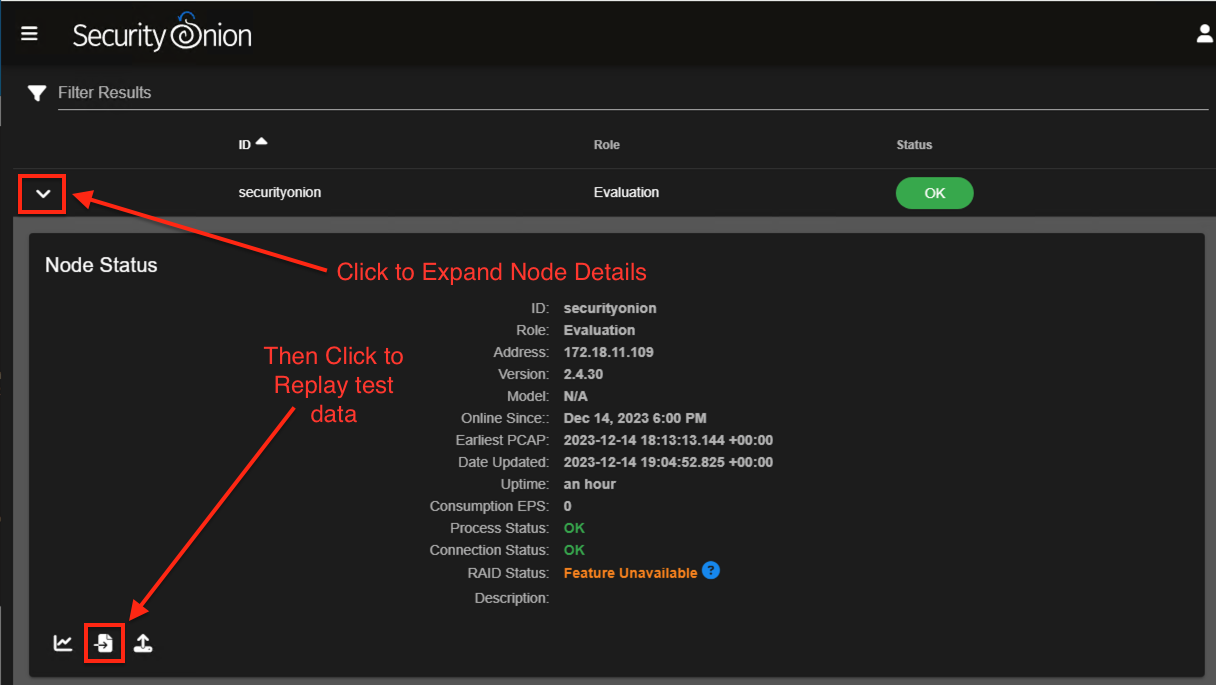 Security Onion
Filter Results
ID Role Status
securityonion Evaluation OK
Node Status
Click to Expand Node Details
ID: securityonion
Role: Evaluation
Then Click to
Replay test
data
Address: 172.18.11.109
Version: 2.4.30
Model: N/A
Online Since:: Dec 14, 2023 6:00 PM
Earliest PCAP: 2023-12-14 18:13:13.144 +00:00
Date Updated: 2023-12-14 19:04:52.825 +00:00
Uptime: an hour
Consumption EPS: 0
Process Status: OK
Connection Status: OK
RAID Status: Feature Unavailable ?
Description: